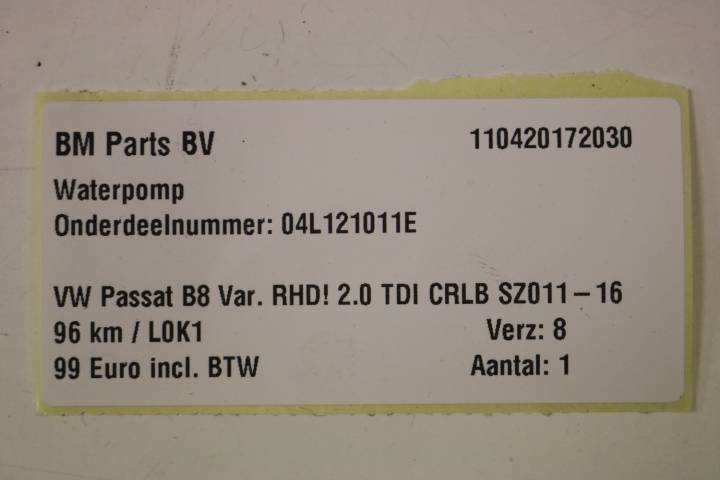 BM Parts BV 110420172030
Waterpomp
Onderdeelnummer: 04L121011E
VW Passat B8 Var. RHD! 2.0 TDI CRLB SZ011-16
96 km / L0K1 Verz: 8
99 Euro incl. BTW Aantal: 1